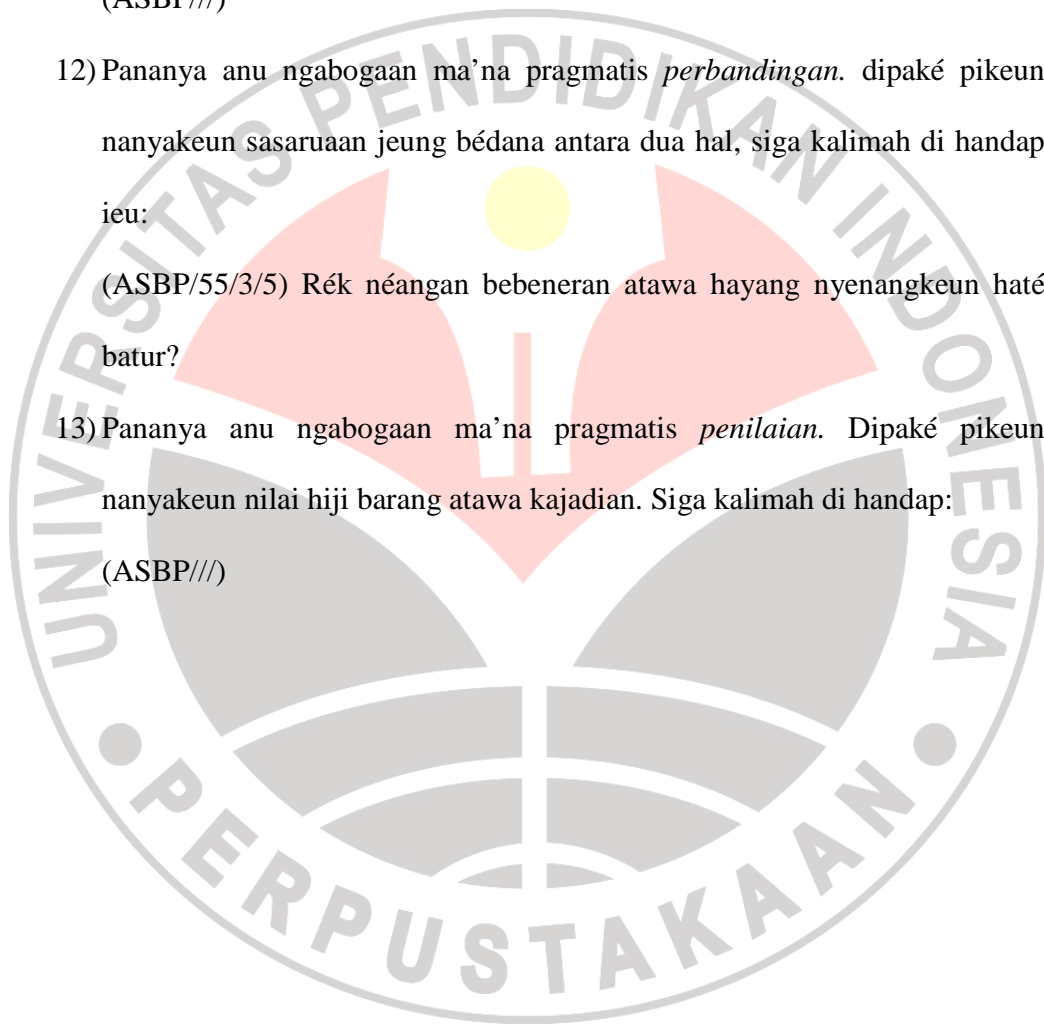 (ASBP///)
12) Pananya anu ngabogaan ma’na pragmatis perbandingan. dipaké pikeun
nanyakeun sasaruaan jeung bédana antara dua hal, siga kalimah di handap
ieu:
(ASBP/55/3/5) Rék néangan bebeneran atawa hayang nyenangkeun haté
batur?
13) Pananya anu ngabogaan ma’na pragmatis penilaian. Dipaké pikeun
nanyakeun nilai hiji barang atawa kajadian. Siga kalimah di handap:
(ASBP///)
UNIVERSITAS PENDIDIKAN INDONESIA
PERPUSTAKAAN